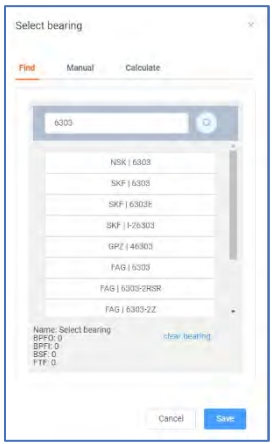 Select bearing
×
Find Manual Calculate
6303
NSK | 6303
SKF | 6303
SKF | 6303E
SKF | I-26303
GPZ | 46303
FAG | 6303
FAG | 6303-2RSR
FAG | 6303-2Z
Name: Select bearing
BPFO: 0
clear bearing
BPFI: 0
BSF: 0
FTF: 0
Cancel Save